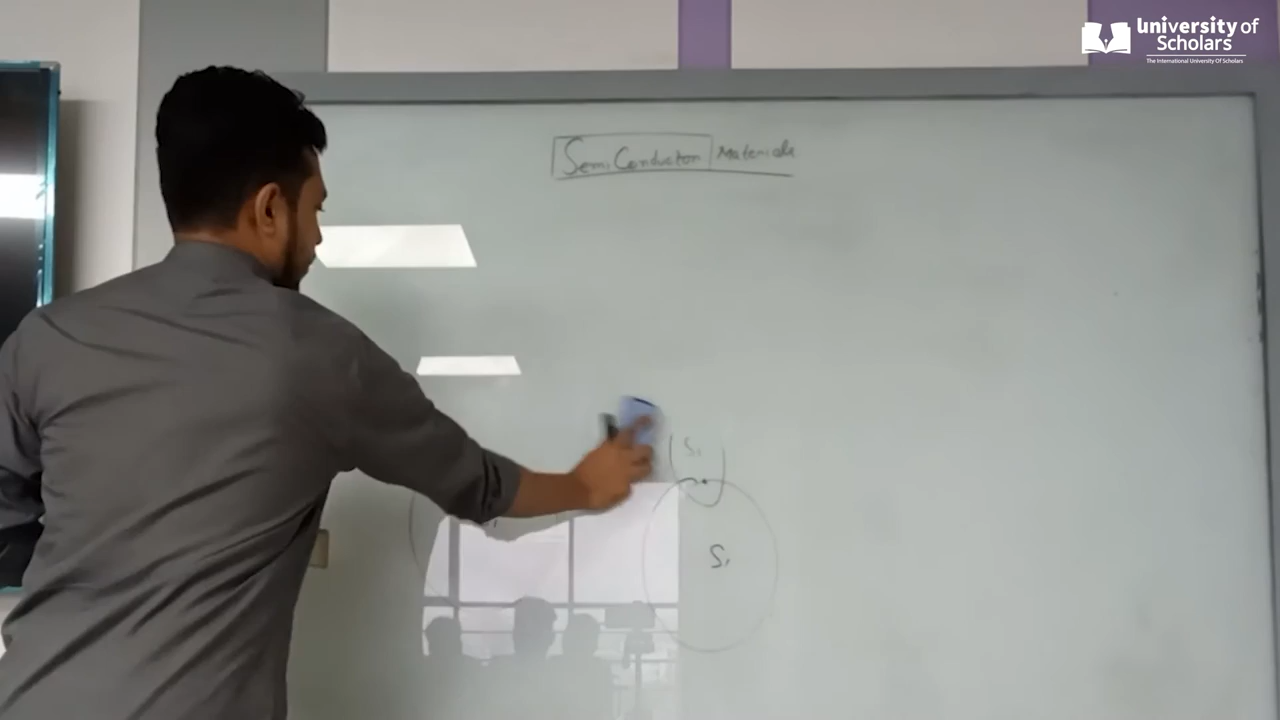 University of
Scholars
The International University Of Scholars
Semi Conductor Materials
Si
Si